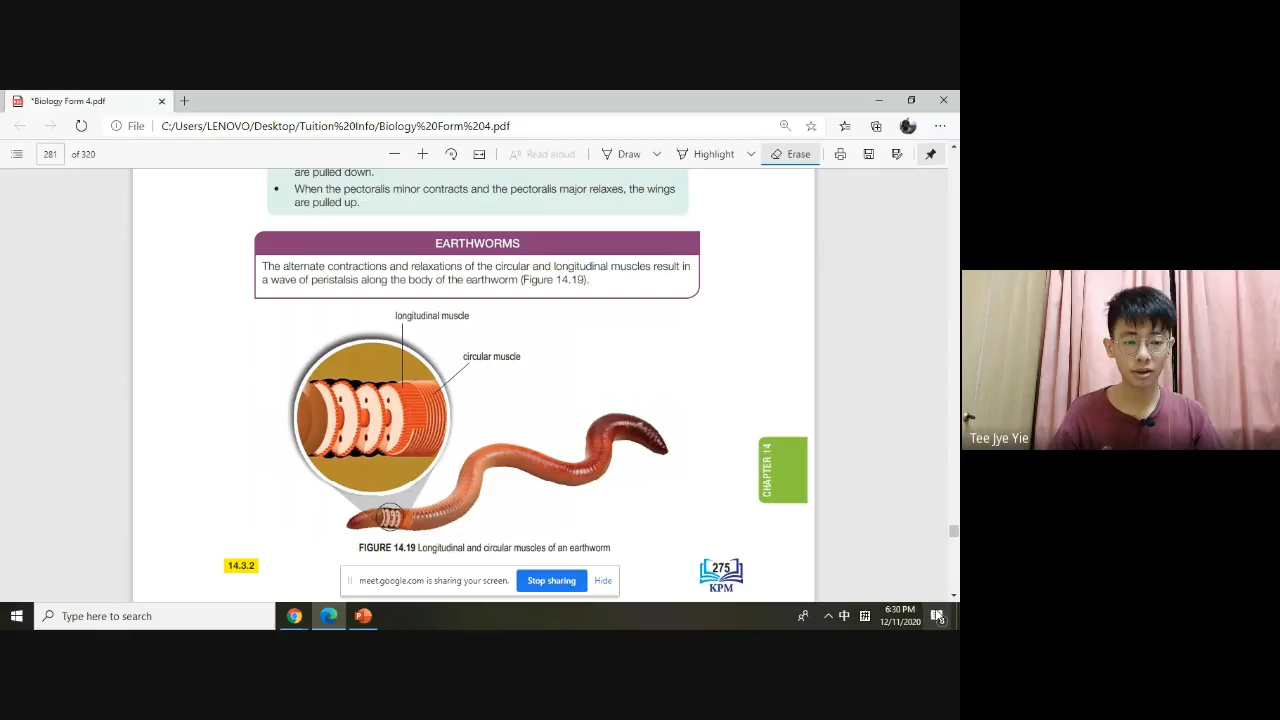 *Biology Form 4.pdf
File
C:/Users/LENOVO/Desktop/Tuition%20Info/Biology%20Form%204.pdf
281 of 320
Read aloud
Draw
Highlight
Erase
are pulled down.
• When the pectoralis minor contracts and the pectoralis major relaxes, the wings
are pulled up.
EARTHWORMS
The alternate contractions and relaxations of the circular and longitudinal muscles result in
a wave of peristalsis along the body of the earthworm (Figure 14.19).
longitudinal muscle
circular muscle
CHAPTER 14
FIGURE 14.19 Longitudinal and circular muscles of an earthworm
14.3.2
275
KPM
meet.google.com is sharing your screen.
Stop sharing
Hide
Type here to search
中
6:30 PM
12/11/2020
Tee Jye Yie